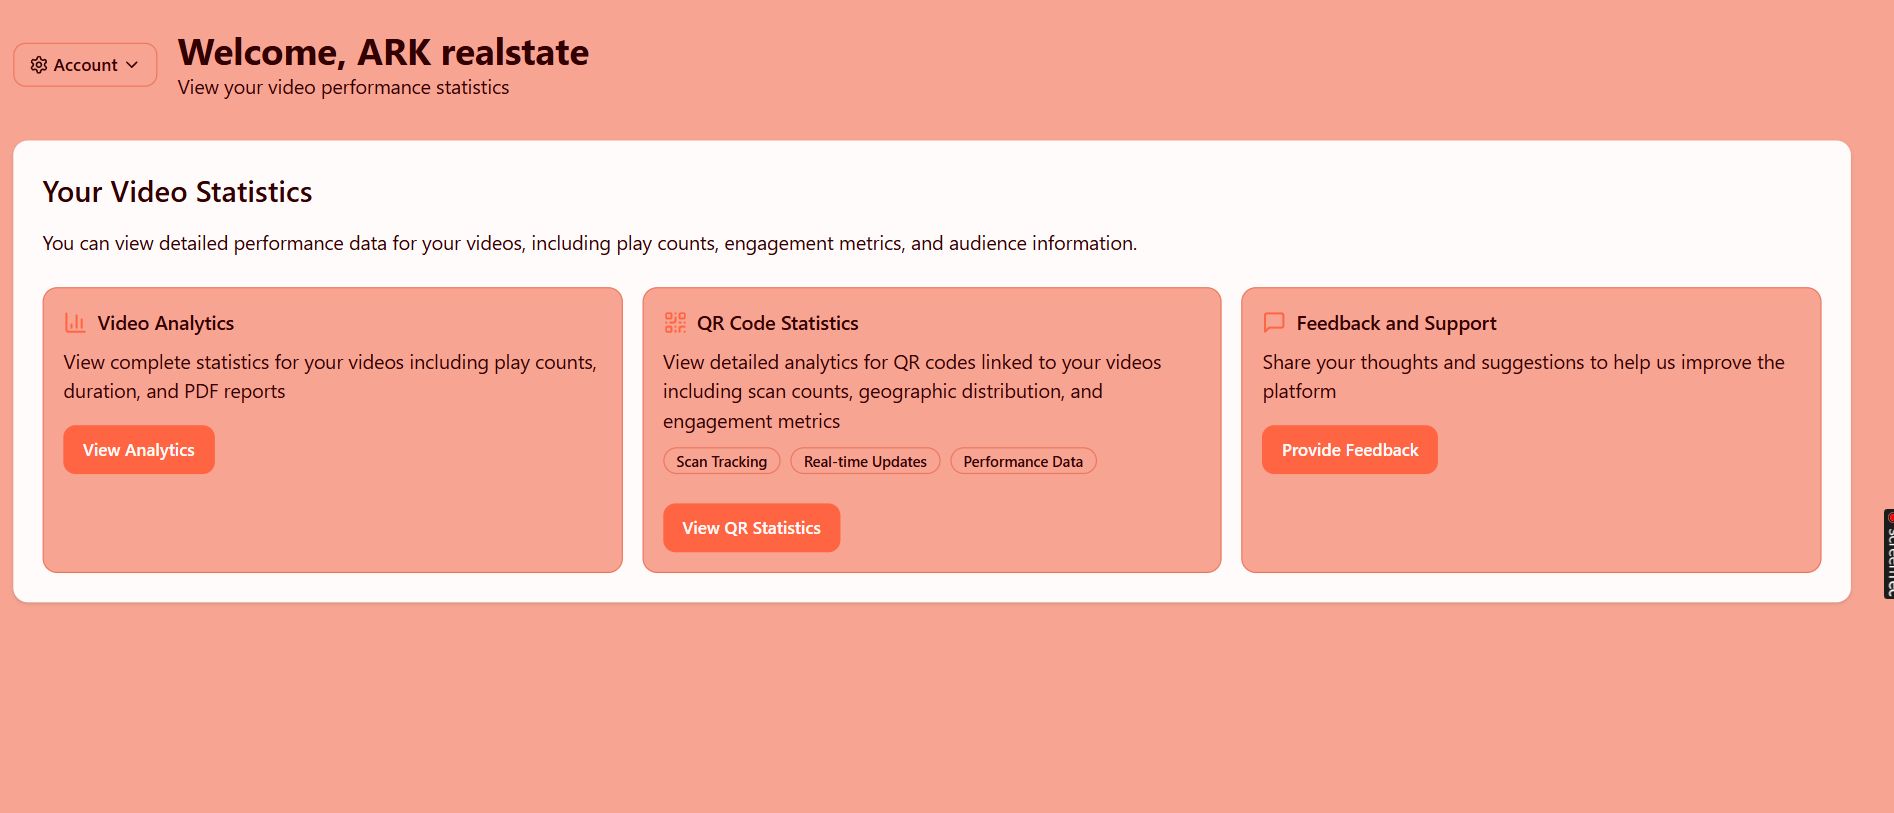 Account
Welcome, ARK realstate
View your video performance statistics
Your Video Statistics
You can view detailed performance data for your videos, including play counts, engagement metrics, and audience information.
Video Analytics
View complete statistics for your videos including play counts,
duration, and PDF reports
View Analytics
QR Code Statistics
View detailed analytics for QR codes linked to your videos
including scan counts, geographic distribution, and
engagement metrics
Scan Tracking
Real-time Updates
Performance Data
View QR Statistics
Feedback and Support
Share your thoughts and suggestions to help us improve the
platform
Provide Feedback